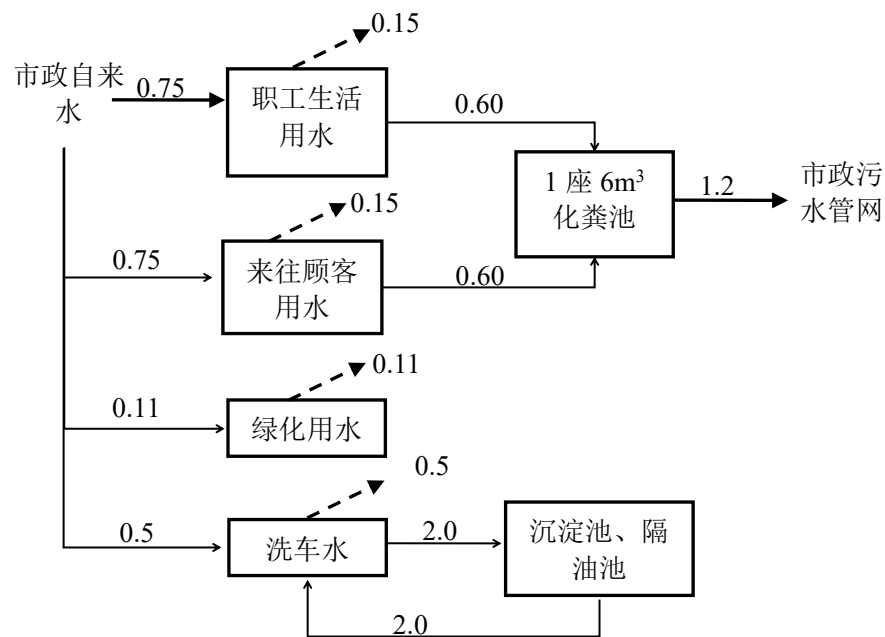 0.15
市政自来
水
0.75
职工生活
用水
0.60
1 座 6m³
化粪池
1.2
市政污
水管网
0.15
0.75
来往顾客
用水
0.60
0.11
0.11
绿化用水
0.5
0.5
洗车水
2.0
沉淀池、隔
油池
2.0